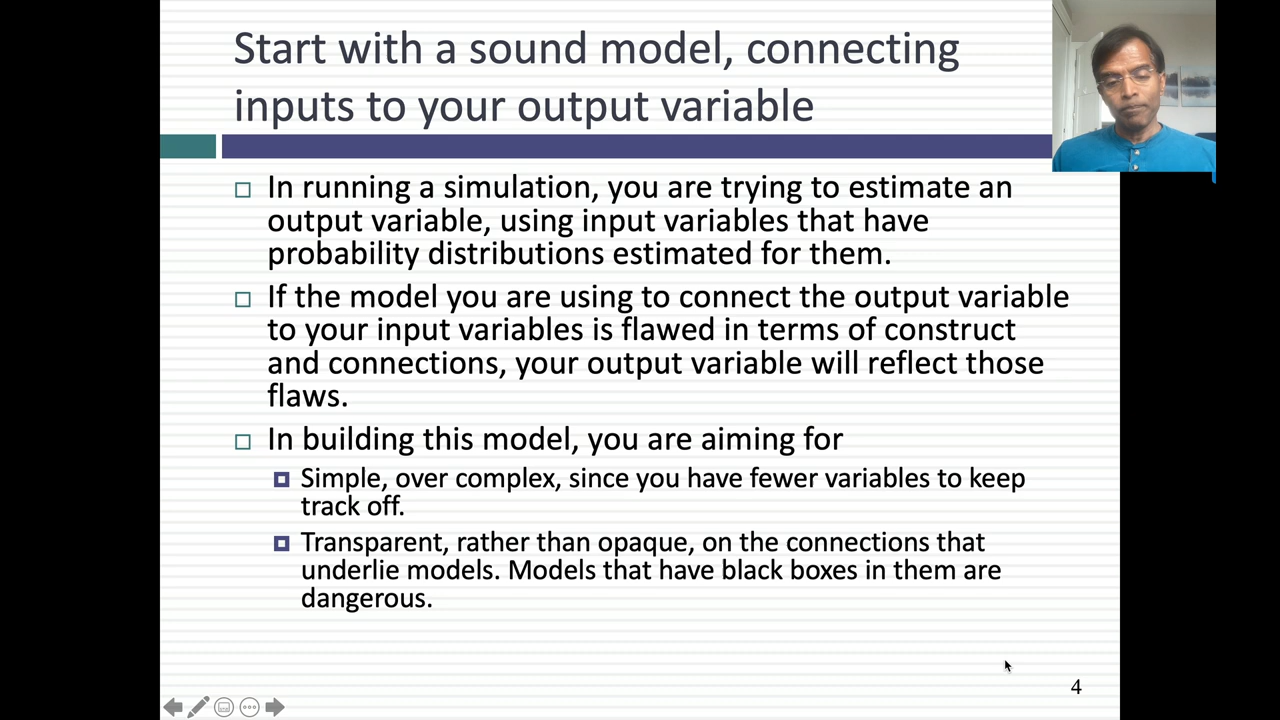 Start with a sound model, connecting
inputs to your output variable
In running a simulation, you are trying to estimate an
output variable, using input variables that have
probability distributions estimated for them.
If the model you are using to connect the output variable
to your input variables is flawed in terms of construct
and connections, your output variable will reflect those
flaws.
In building this model, you are aiming for
Simple, over complex, since you have fewer variables to keep
track off.
Transparent, rather than opaque, on the connections that
underlie models. Models that have black boxes in them are
dangerous.
4